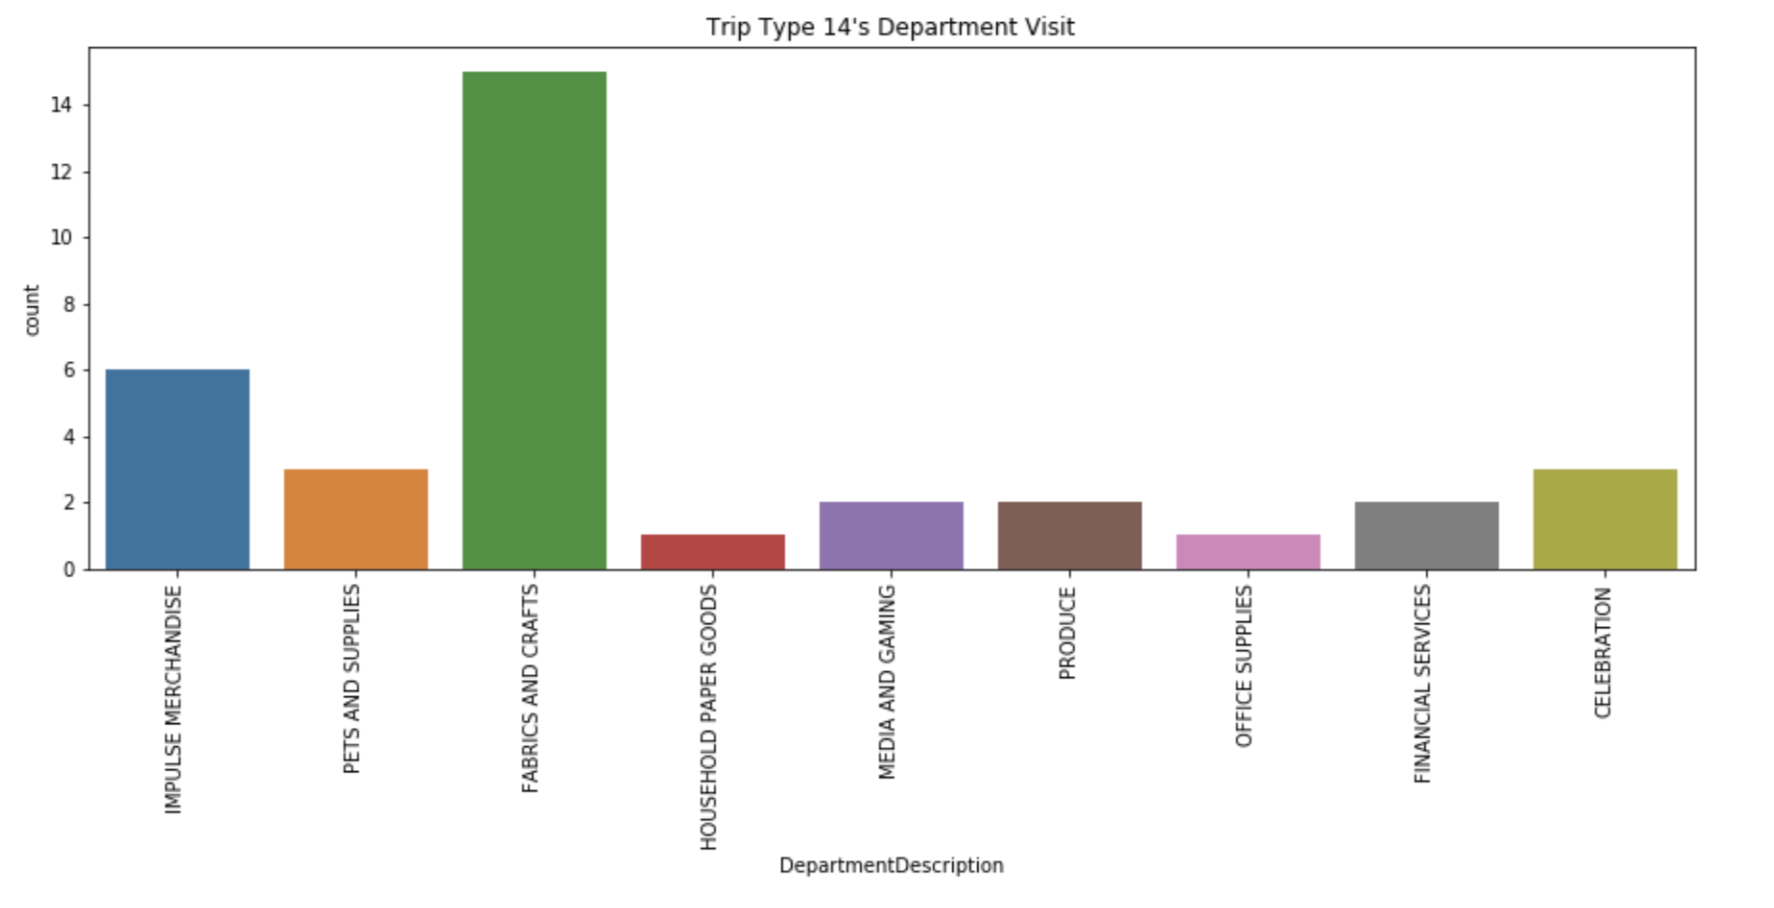 Trip Type 14's Department Visit
count
14
12
10
8
6
4
2
0
IMPULSE MERCHANDISE
PETS AND SUPPLIES
FABRICS AND CRAFTS
HOUSEHOLD PAPER GOODS
MEDIA AND GAMING
PRODUCE
OFFICE SUPPLIES
FINANCIAL SERVICES
CELEBRATION
DepartmentDescription